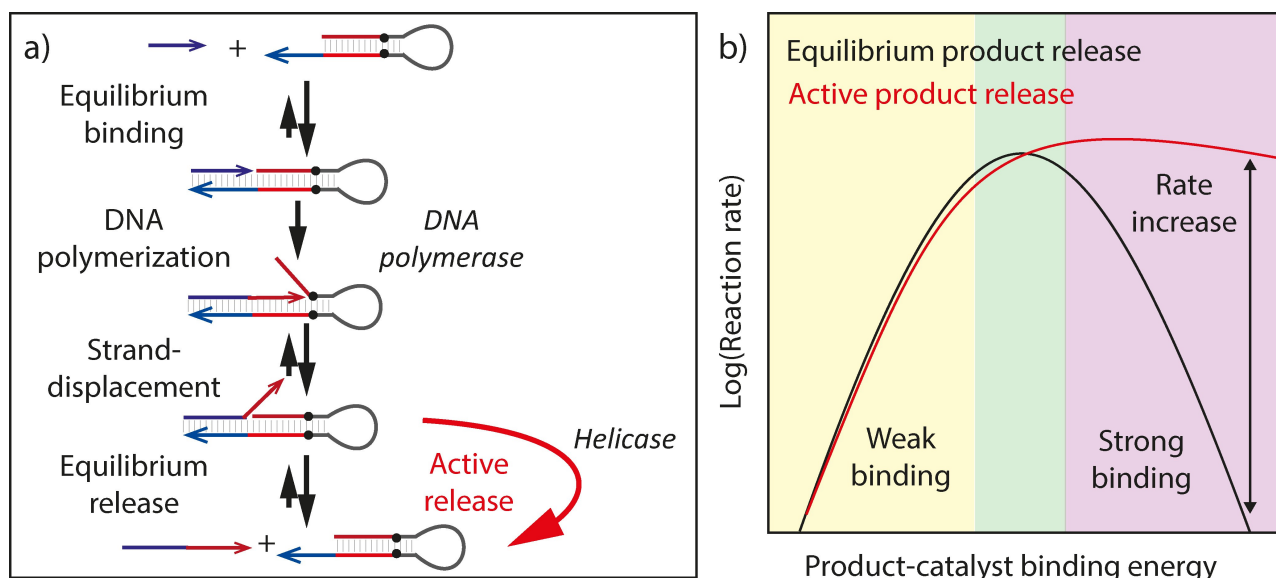 a)
+
Equilibrium
binding
DNA
polymerization
DNA
polymerase
Strand-
displacement
Equilibrium
release
Active
release
Helicase
+
b)
Equilibrium product release
Active product release
Log(Reaction rate)
Rate
increase
Weak
binding
Strong
binding
Product-catalyst binding energy